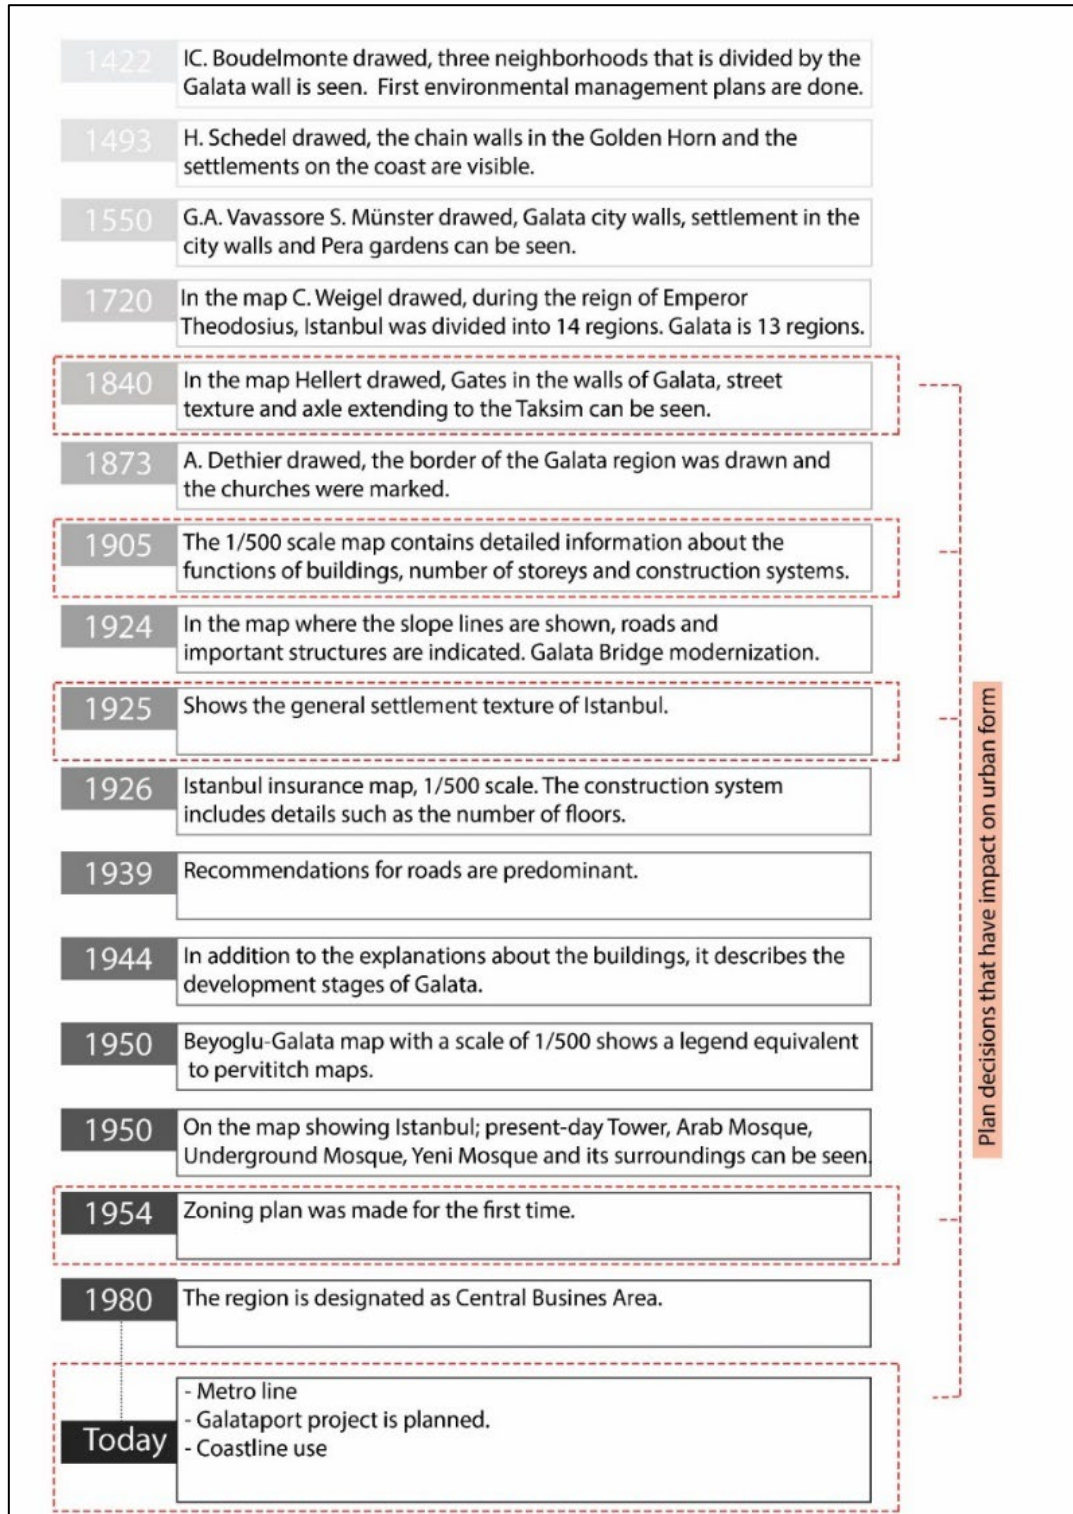 1422
IC. Boudelmonte drawed, three neighborhoods that is divided by the
Galata wall is seen. First environmental management plans are done.
1493
H. Schedel drawed, the chain walls in the Golden Horn and the
settlements on the coast are visible.
1550
G.A. Vavassore S. Münster drawed, Galata city walls, settlement in the
city walls and Pera gardens can be seen.
1720
In the map C. Weigel drawed, during the reign of Emperor
Theodosius, Istanbul was divided into 14 regions. Galata is 13 regions.
1840
In the map Hellert drawed, Gates in the walls of Galata, street
texture and axle extending to the Taksim can be seen.
1873
A. Dethier drawed, the border of the Galata region was drawn and
the churches were marked.
1905
The 1/500 scale map contains detailed information about the
functions of buildings, number of storeys and construction systems.
1924
In the map where the slope lines are shown, roads and
important structures are indicated. Galata Bridge modernization.
1925
Shows the general settlement texture of Istanbul.
1926
Istanbul insurance map, 1/500 scale. The construction system
includes details such as the number of floors.
1939
Recommendations for roads are predominant.
1944
In addition to the explanations about the buildings, it describes the
development stages of Galata.
1950
Beyoglu-Galata map with a scale of 1/500 shows a legend equivalent
to pervititch maps.
1950
On the map showing Istanbul; present-day Tower, Arab Mosque,
Underground Mosque, Yeni Mosque and its surroundings can be seen.
1954
Zoning plan was made for the first time.
1980
The region is designated as Central Busines Area.
Today
- Metro line
- Galataport project is planned.
- Coastline use
Plan decisions that have impact on urban form